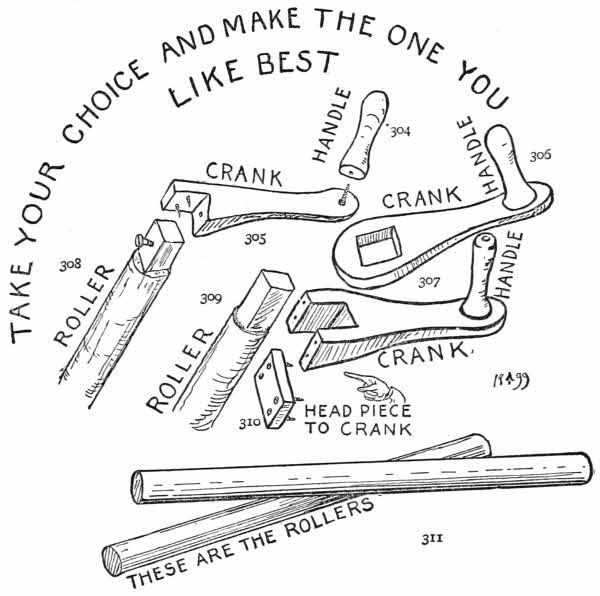 TAKE YOUR CHOICE AND MAKE THE ONE YOU
LIKE BEST
HANDLE
304
HANDLE
306
CRANK
CRANK
305
308
ROLLER
307
HANDLE
309
ROLLER
CRANK.
310
HEAD PIECE
TO CRANK
THESE ARE THE ROLLERS
311